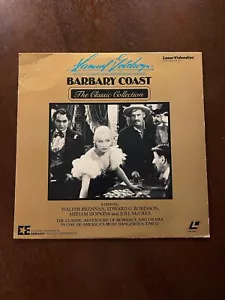 Samuel Goldwyn
LaserVideodisc
BARBARY COAST
The Classic Collection
STARRING
WALTER BRENNAN, EDWARD G. ROBINSON,
MIRIAM HOPKINS and JOEL McCREA
THE CLASSIC ADVENTURE OF ROMANCE AND DRAMA
IN ONE OF AMERICA'S MOST DANGEROUS TIMES!